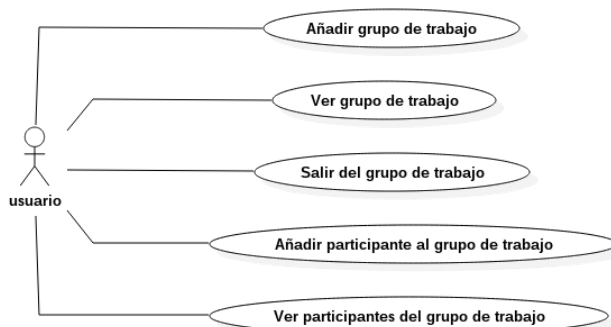 Añadir grupo de trabajo
Ver grupo de trabajo
Salir del grupo de trabajo
usuario
Añadir participante al grupo de trabajo
Ver participantes del grupo de trabajo